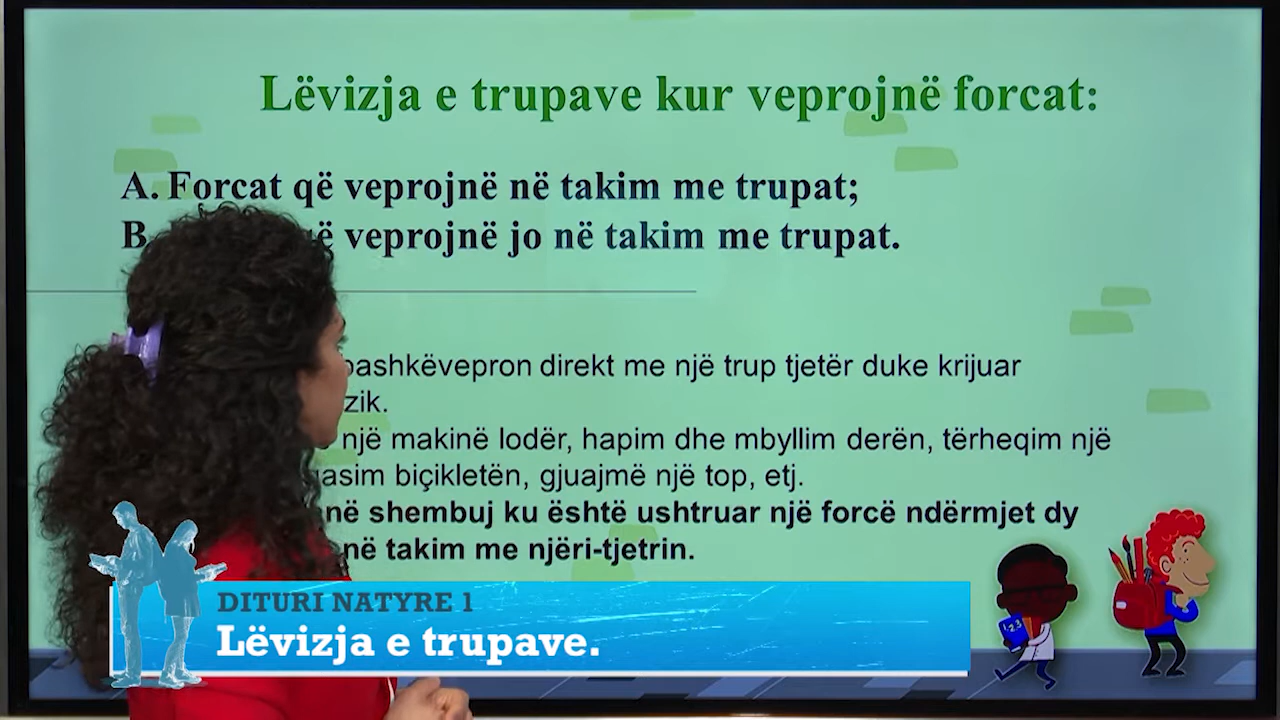 Lëvizja e trupave kur veprojnë forcat:
A. Forcat që veprojnë në takim me trupat;
B. veprojnë jo në takim me trupat.
bashkëvepron direkt me një trup tjetër duke krijuar
një makinë lodër, hapim dhe mbyllim derën, tërheqim një
biçikletën, gjuajmë një top, etj.
shembuj ku është ushtruar një forcë ndërmjet dy
në takim me njëri-tjetrin.
1,2,3
DITURI NATYRE 1
Lëvizja e trupave.